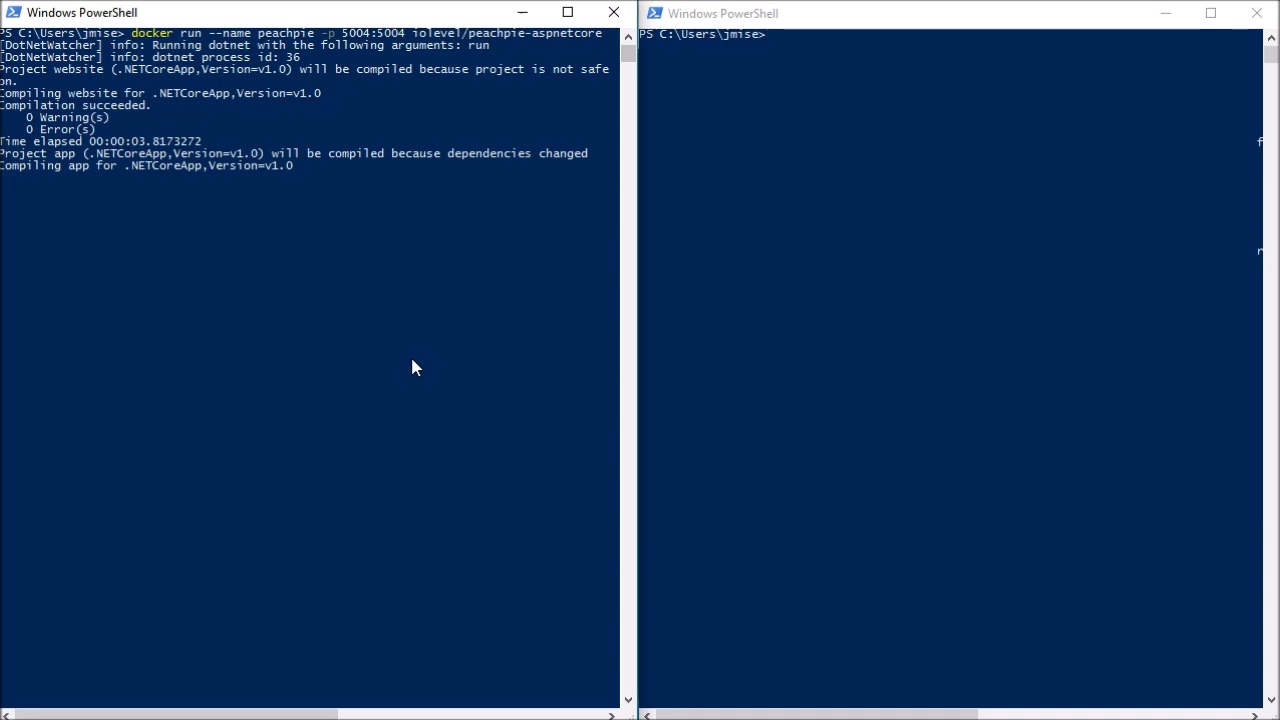 Windows PowerShell
PS C:\Users\jmise> docker run --name peachpie -p 5004:5004 iolevel/peachpie-aspnetcore
[DotNetWatcher] info: Running dotnet with the following arguments: run
[DotNetWatcher] info: dotnet process id: 36
Project website (.NETCoreApp,Version=v1.0) will be compiled because project is not safe
on.
Compiling website for .NETCoreApp,Version=v1.0
Compilation succeeded.
0 Warning(s)
0 Error(s)
Time elapsed 00:00:03.8173272
Project app (.NETCoreApp,Version=v1.0) will be compiled because dependencies changed
Compiling app for .NETCoreApp,Version=v1.0
Windows PowerShell
PS C:\Users\jmise>